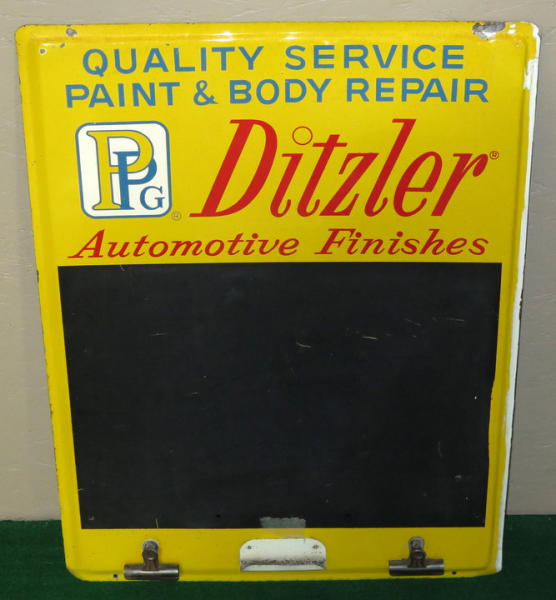 QUALITY SERVICE
PAINT & BODY REPAIR
PPG® Ditzler®
Automotive Finishes